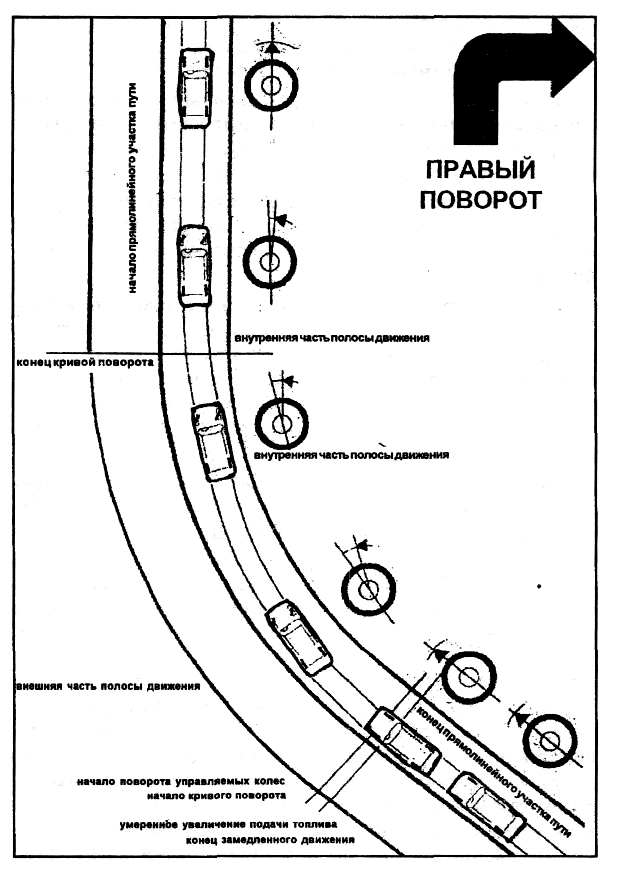 ПРАВЫЙ
ПОВОРОТ
начало прямолинейного участка пути
внутренняя часть полосы движения
конец кривой поворота
внутренняя часть полосы движения
внешняя часть полосы движения
конец прямолинейного участка пути
начало поворота управляемых колес
начало кривого поворота
умеренное увеличение подачи топлива
конец замедленного движения